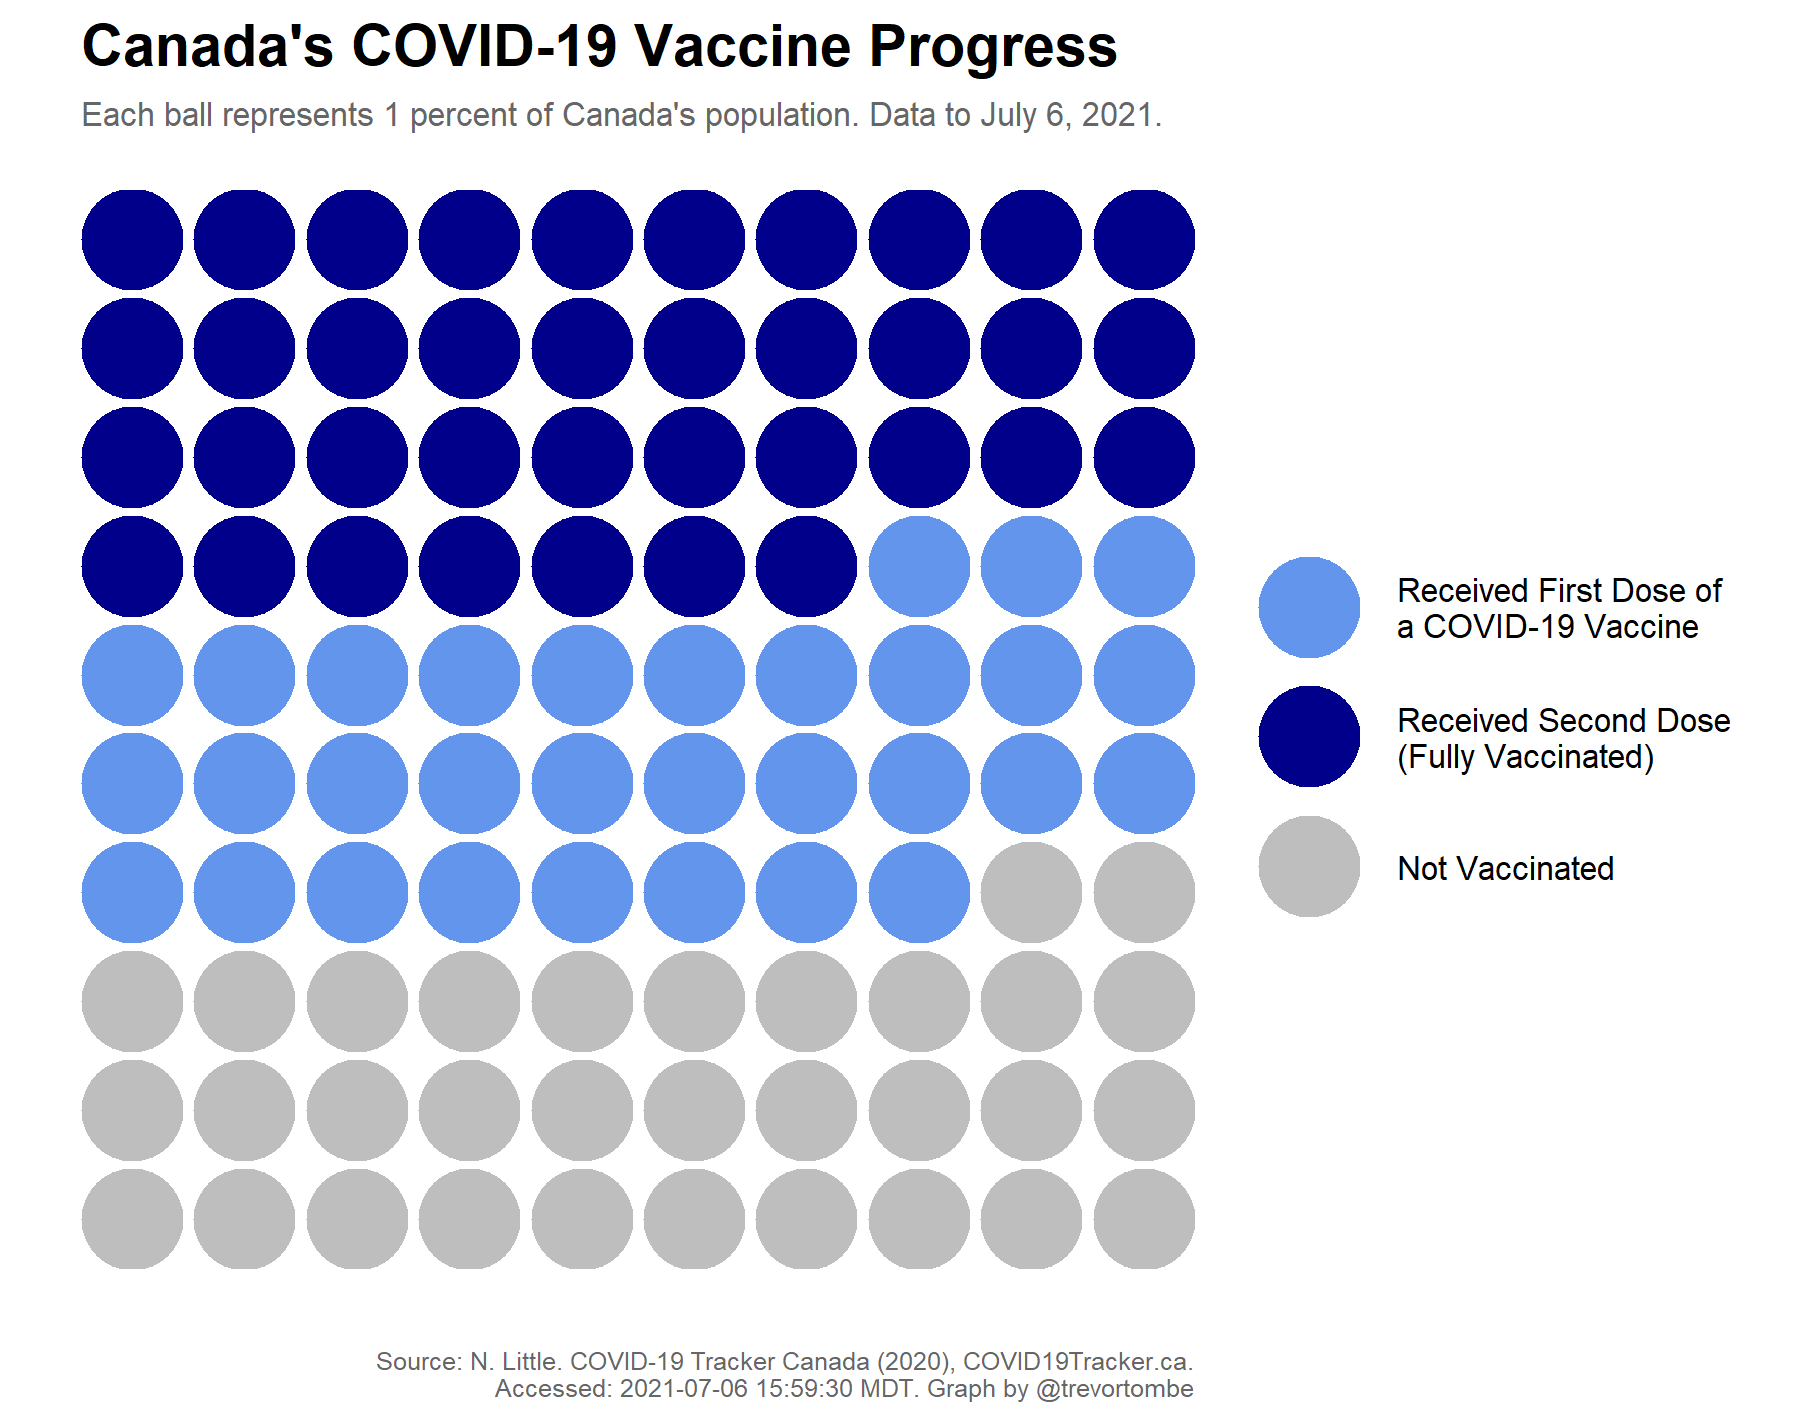 Canada's COVID-19 Vaccine Progress
Each ball represents 1 percent of Canada's population. Data to July 6, 2021.
Received First Dose of
a COVID-19 Vaccine
Received Second Dose
(Fully Vaccinated)
Not Vaccinated
Source: N. Little. COVID-19 Tracker Canada (2020), COVID19Tracker.ca.
Accessed: 2021-07-06 15:59:30 MDT. Graph by @trevortombe